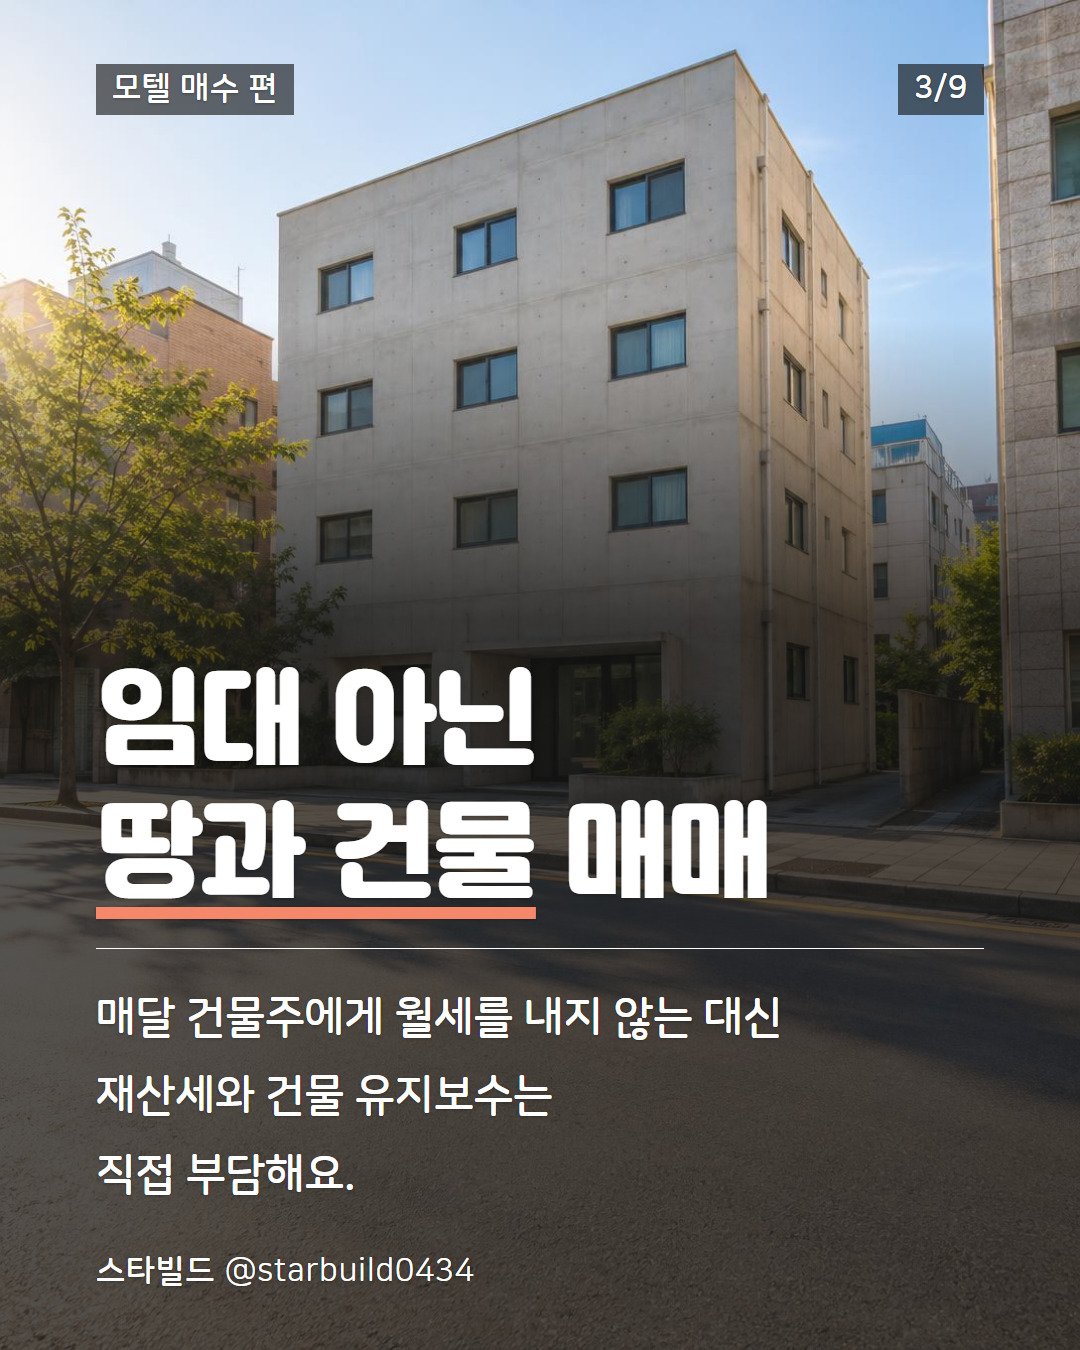 모텔 매수 편
3/9
임대 아닌
땅과 건물 매매
매달 건물주에게 월세를 내지 않는 대신
재산세와 건물 유지보수는
직접 부담해요.
스타빌드 @starbuild0434